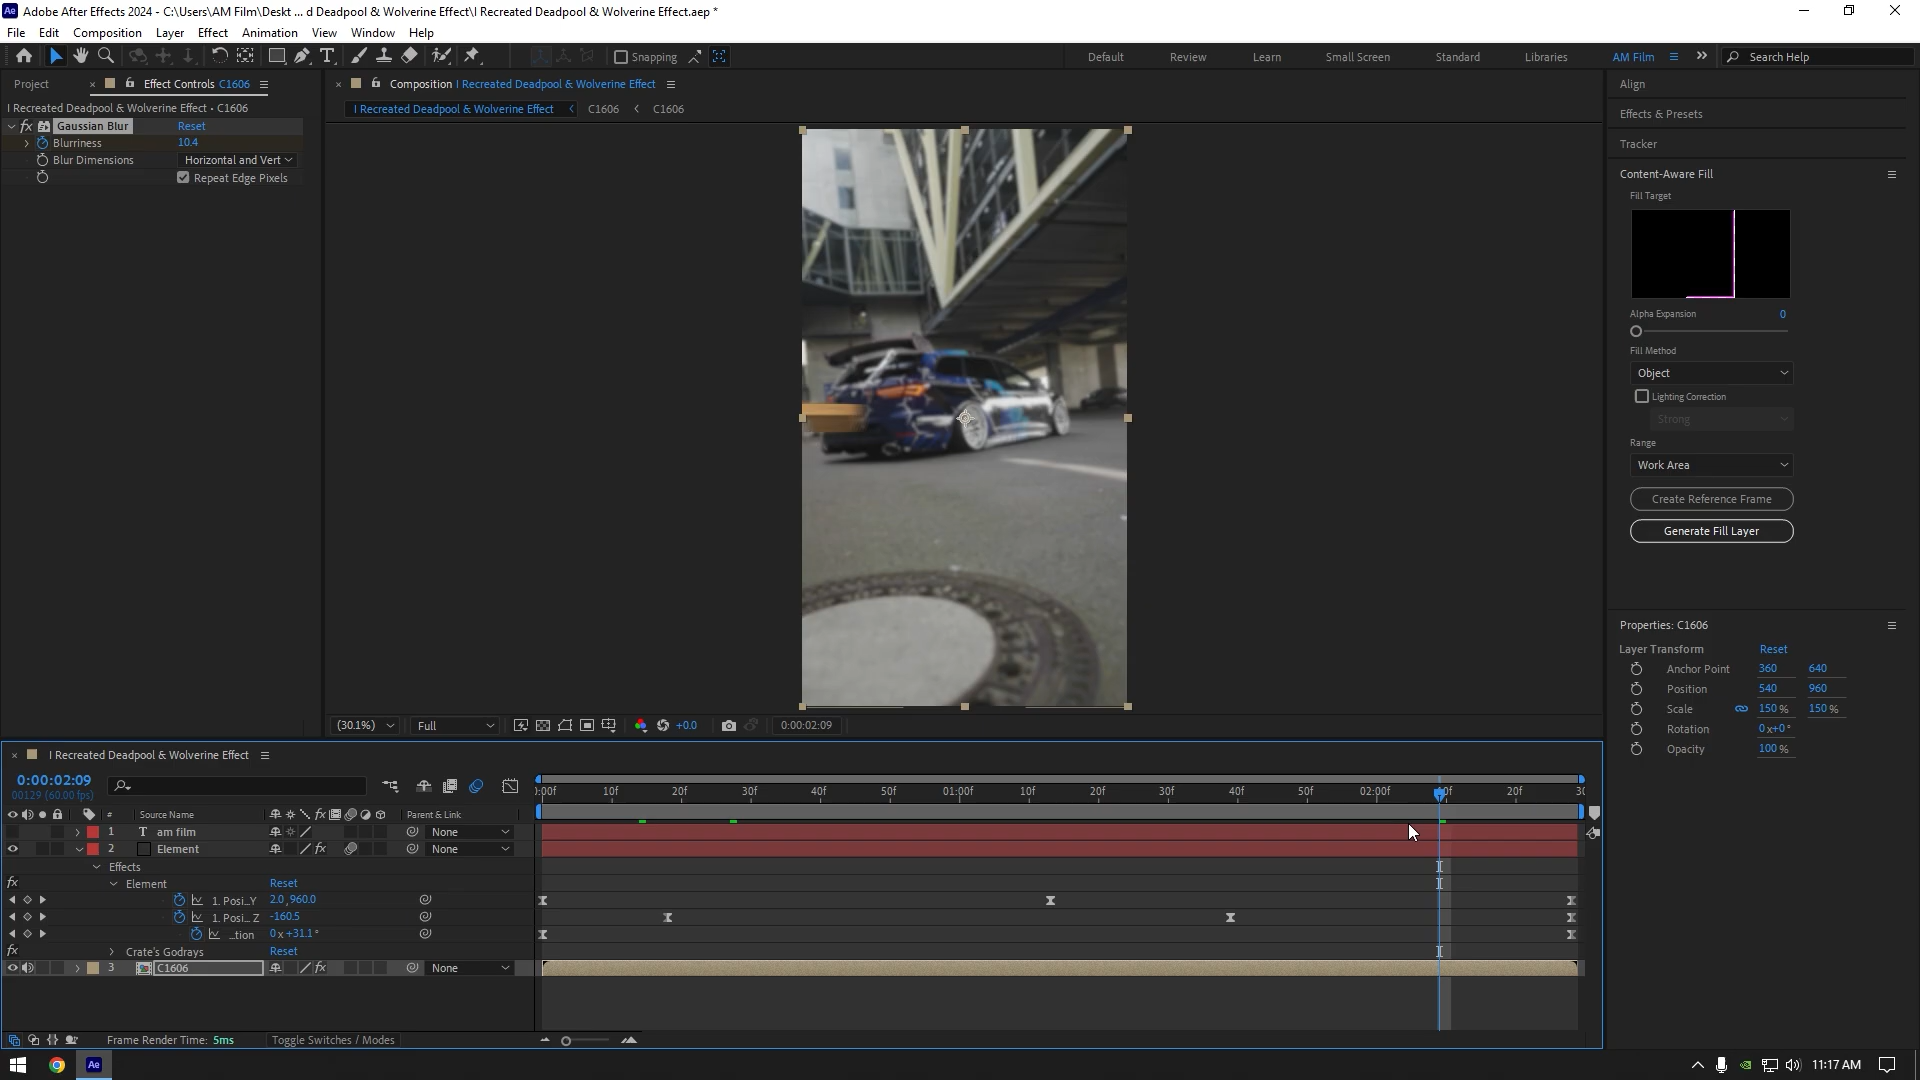 Adobe After Effects 2024 - C:\Users\AM Film\Deskt ... d Deadpool & Wolverine Effect\I Recreated Deadpool & Wolverine Effect.aep *
File Edit Composition Layer Effect Animation View Window Help
Snapping Default Review Learn Small Screen Standard Libraries AM Film Search Help
Project Effect Controls C1606
I Recreated Deadpool & Wolverine Effect • C1606
Gaussian Blur Reset
Blurriness 10.4
Blur Dimensions Horizontal and Vert
Repeat Edge Pixels
Composition I Recreated Deadpool & Wolverine Effect
I Recreated Deadpool & Wolverine Effect C1606 C1606
(30.1%) Full +0.0 0:00:02:09
Align
Effects & Presets
Tracker
Content-Aware Fill
Fill Target
Alpha Expansion 0
Fill Method
Object
Lighting Correction
Strong
Range
Work Area
Create Reference Frame
Generate Fill Layer
Properties: C1606
Layer Transform Reset
Anchor Point 360 640
Position 540 960
Scale 150 % 150 %
Rotation 0x+0°
Opacity 100 %
I Recreated Deadpool & Wolverine Effect
0:00:02:09
00129 (60.00 fps)
):00f 10f 20f 30f 40f 50f 01:00f 10f 20f 30f 40f 50f 02:00f 20f
# Source Name Parent & Link
1 T am film None
2 Element None
Effects
Element Reset
1. Posi_Y 2.0,960.0
1. Posi... Z -160.5
_tion 0x+31.1°
Crate's Godrays Reset
3 C1606 None
Frame Render Time: 5ms Toggle Switches / Modes
Ae 11:17 AM